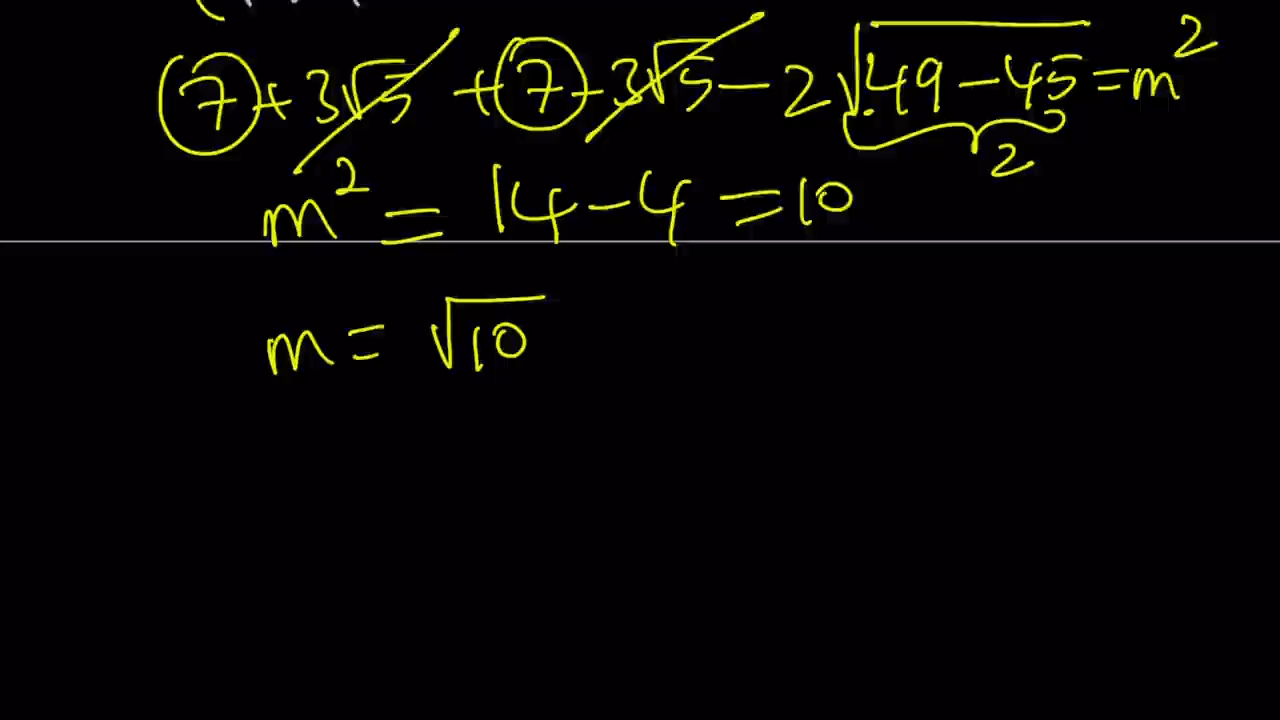 7 + 3√5 + 7 - 3√5 - 2√49 - 45 = m²
2
m² = 14 - 4 = 10
m = √10